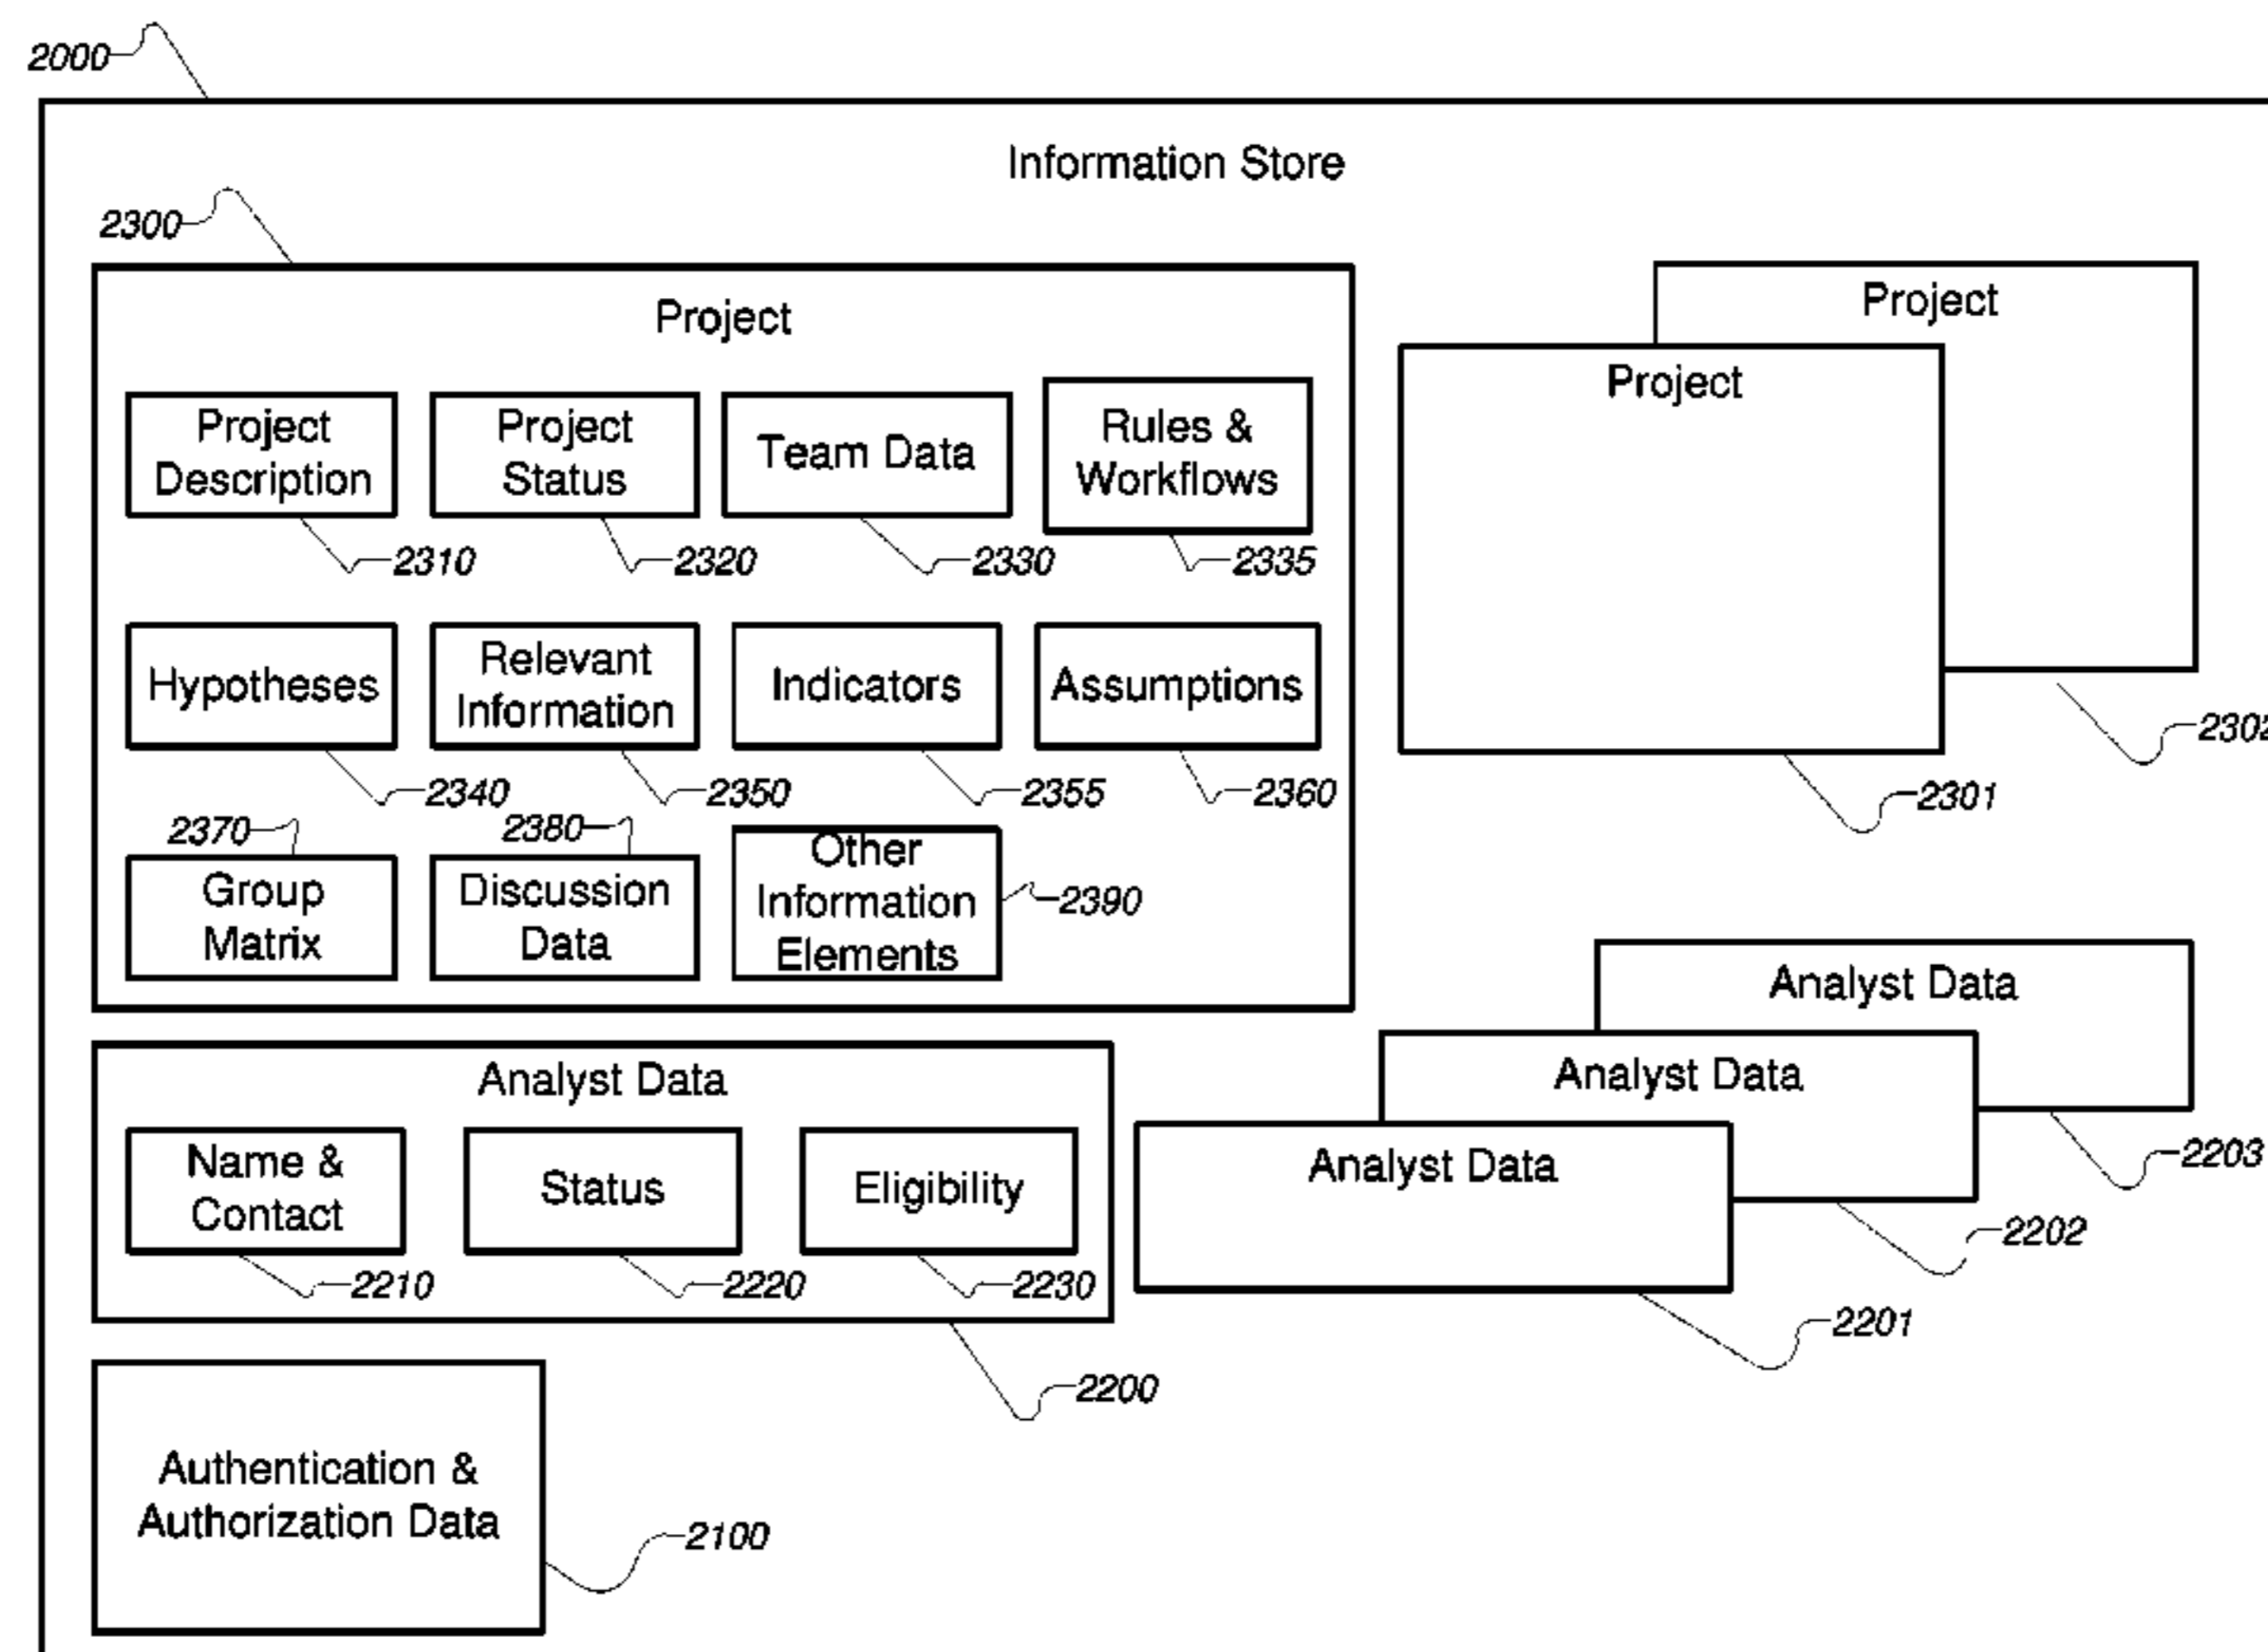 2000
Information Store
2300
Project
Project
Description
2310
Project
Status
2320
Team Data
2330
Rules &
Workflows
2335
Hypotheses
2340
Relevant
Information
2350
Indicators
2355
Assumptions
2360
2370
Group
Matrix
2380
Discussion
Data
Other
Information
Elements
2390
Project
2302
Project
2301
Analyst Data
Name &
Contact
2210
Status
2220
Eligibility
2230
2200
Analyst Data
2203
Analyst Data
2202
Analyst Data
2201
Authentication &
Authorization Data
2100